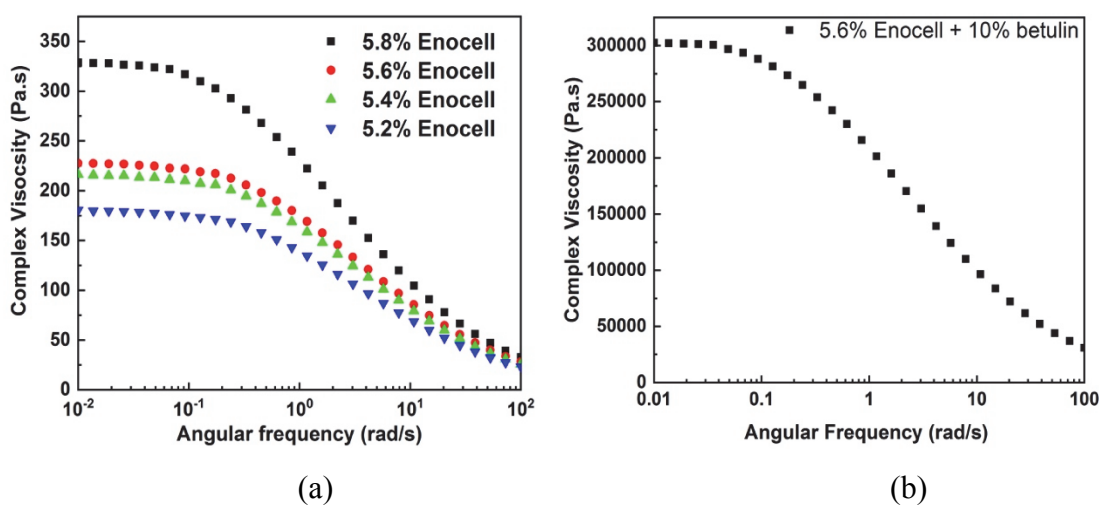 5.8% Enocell
5.6% Enocell
5.4% Enocell
5.2% Enocell
Complex Visocsity (Pa.s)
350
300
250
200
150
100
50
0
10^-2 10^-1 10^0 10^1 10^2
Angular frequency (rad/s)
(a)
5.6% Enocell + 10% betulin
Complex Viscosity (Pa.s)
300000
250000
200000
150000
100000
50000
0
0.01 0.1 1 10 100
Angular Frequency (rad/s)
(b)